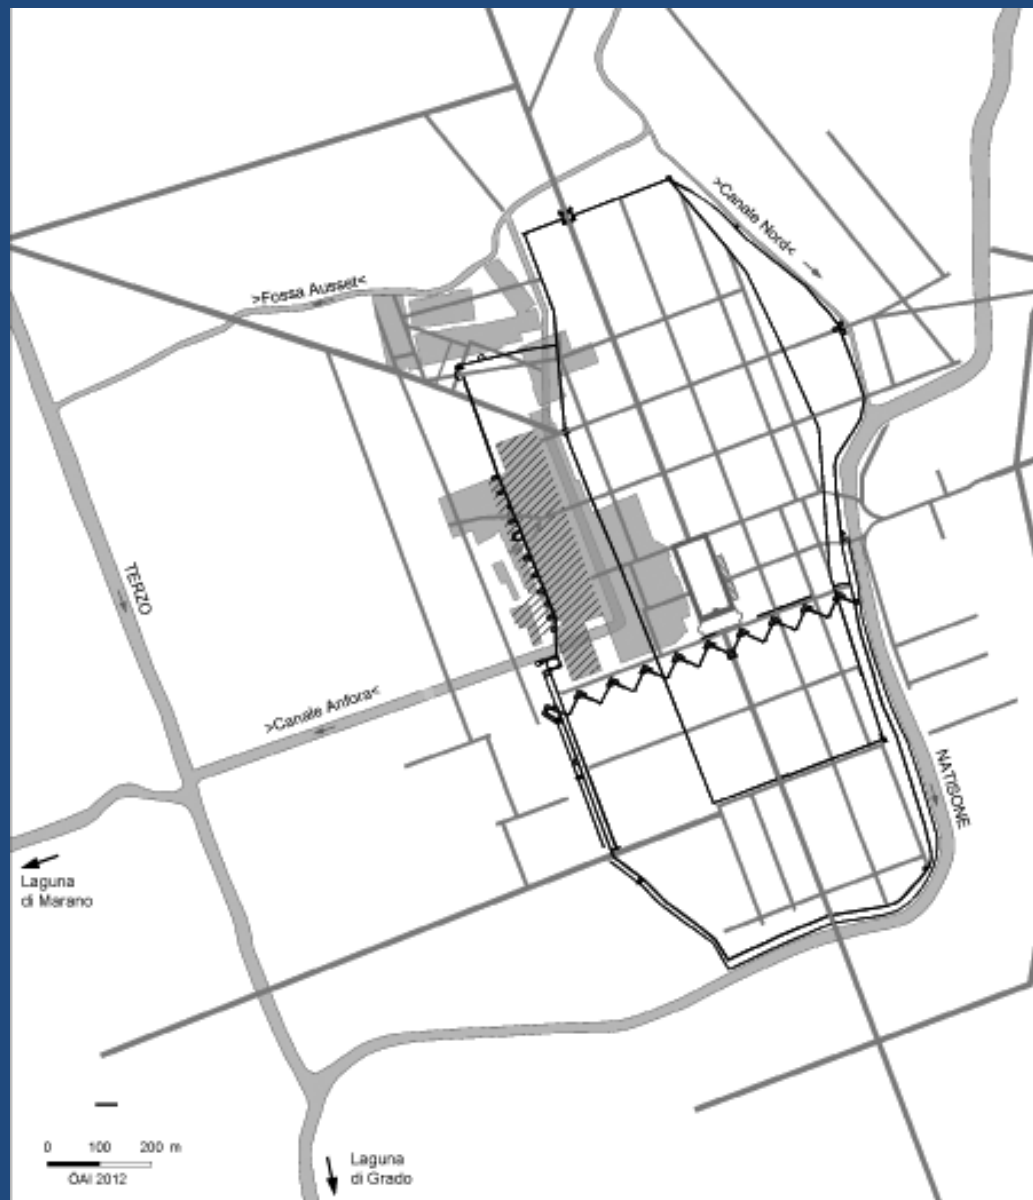 >Canale Nord<
>Fossa Ausset<
TERZO
>Canale Anfora<
NATISONE
Laguna
di Marano
0 100 200 m
ÖAI 2012
Laguna
di Grado